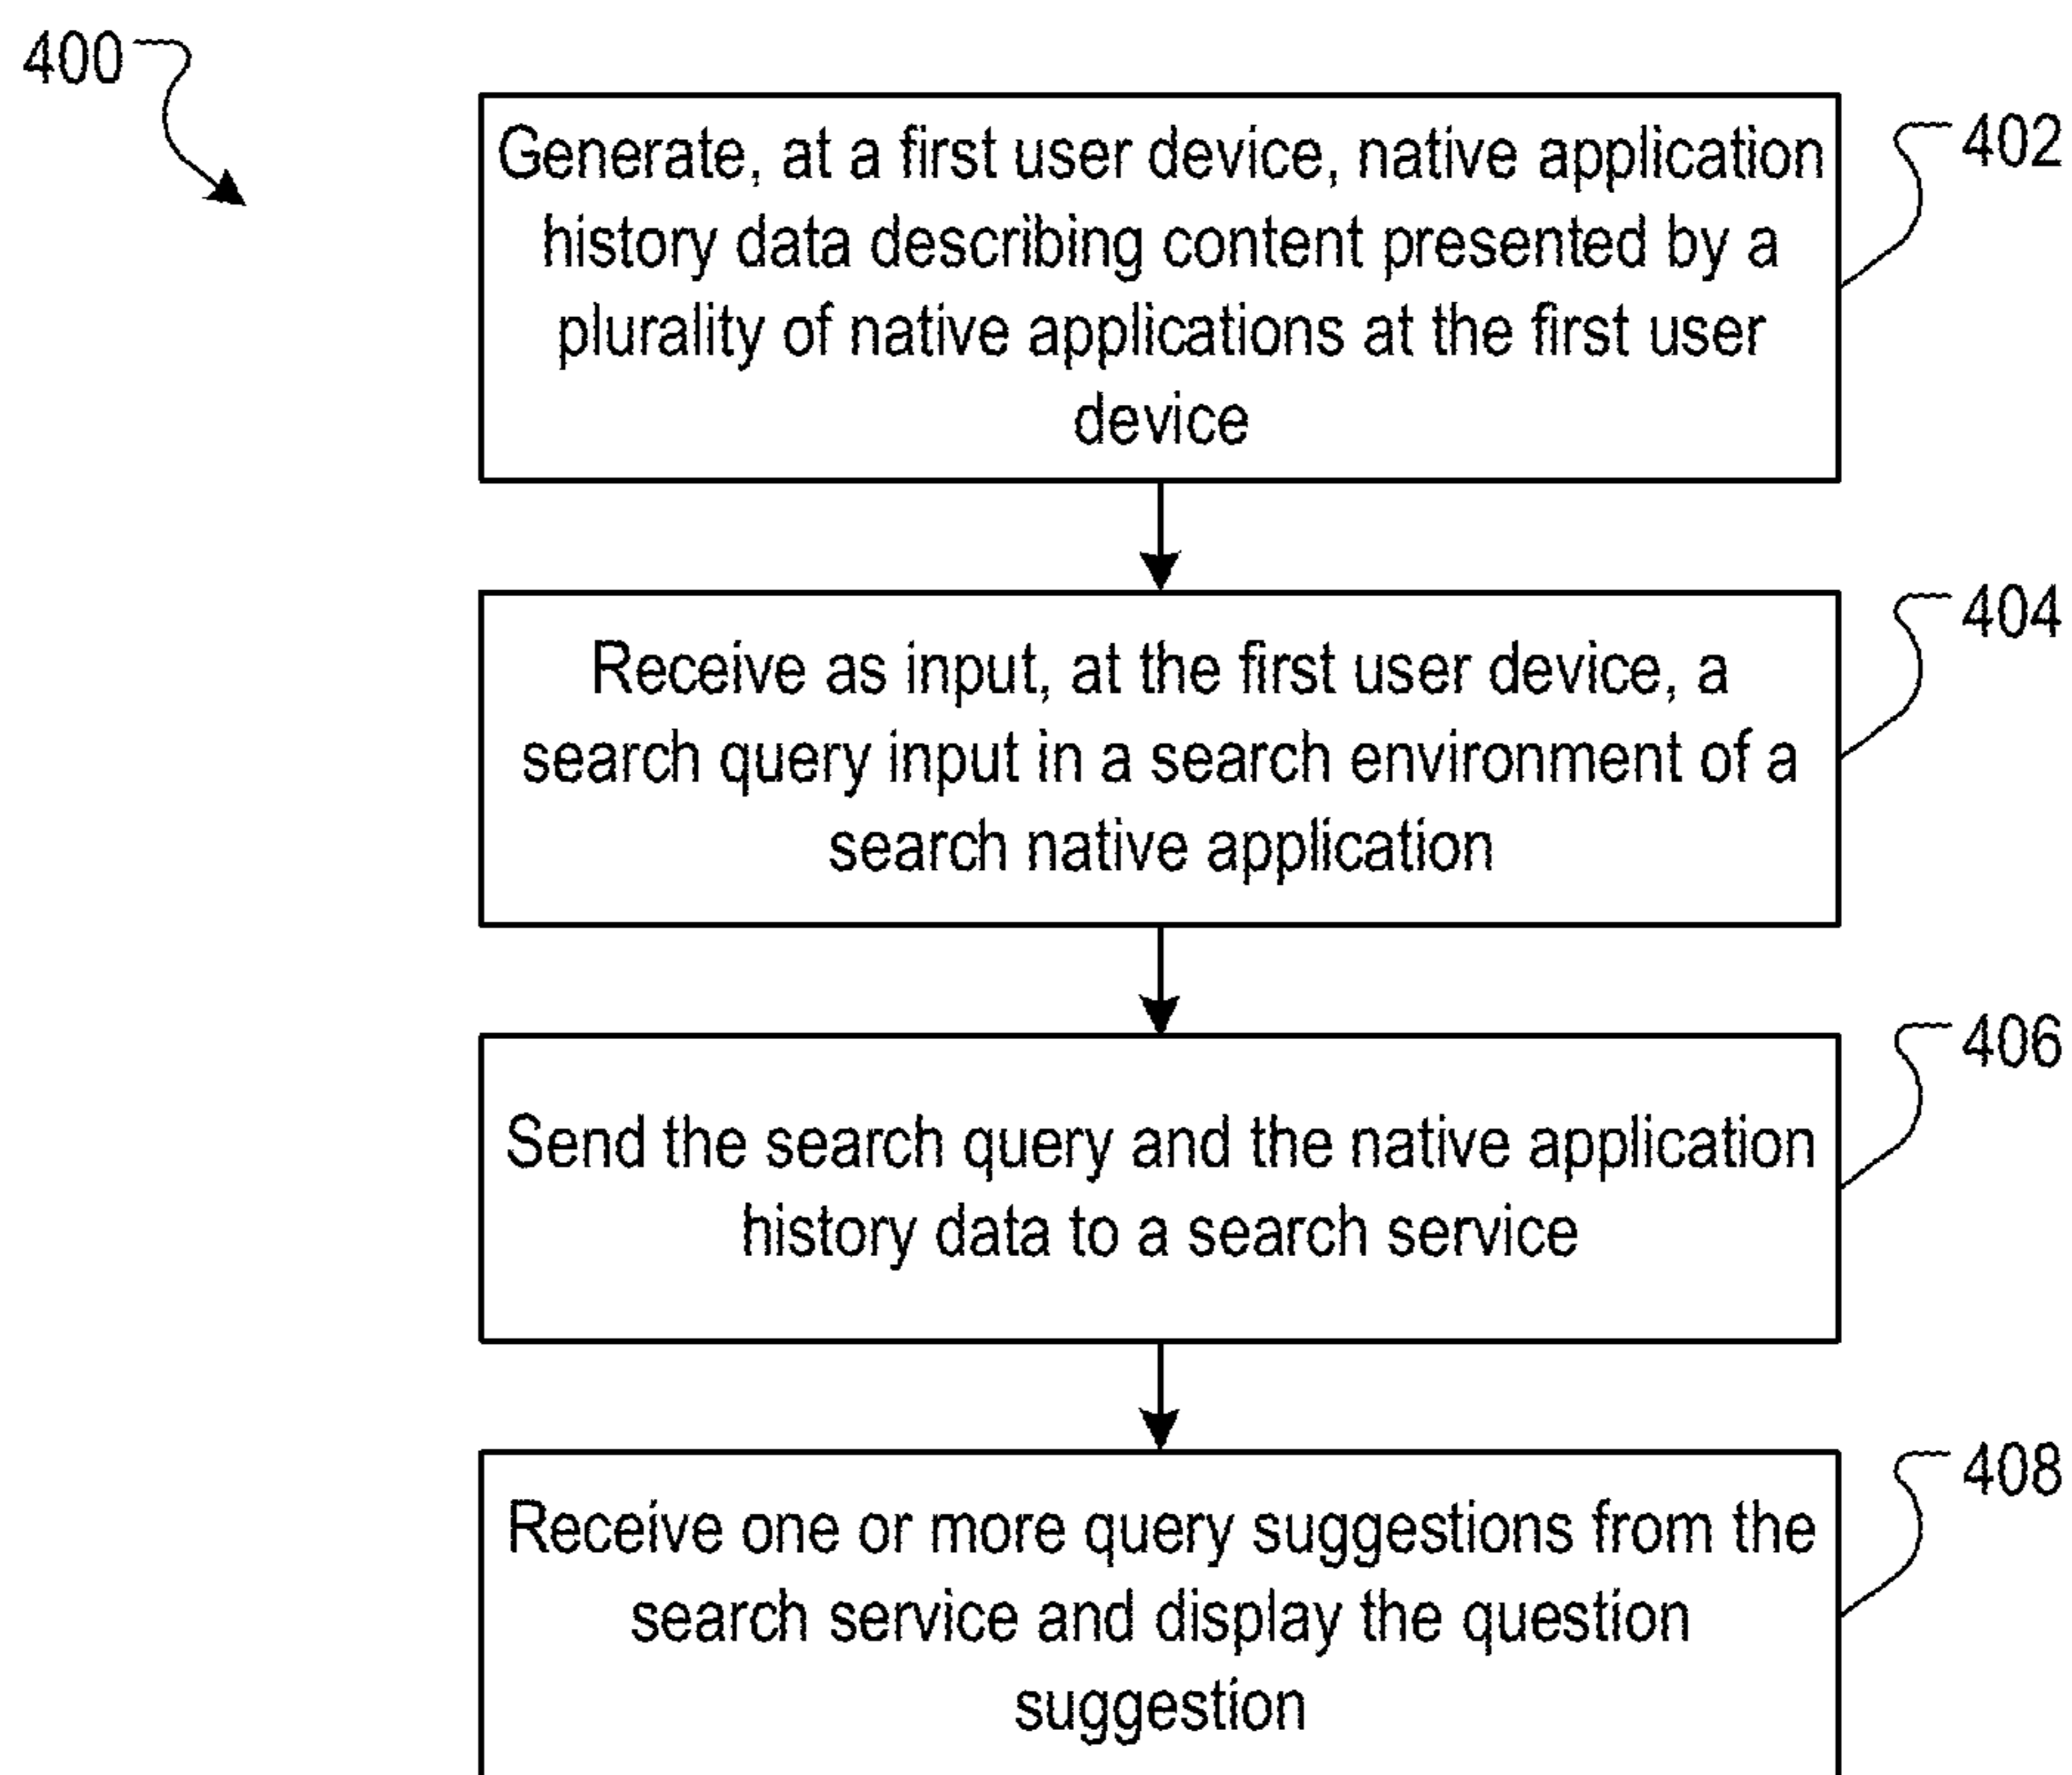 400
Generate, at a first user device, native application
402
history data describing content presented by a
plurality of native applications at the first user
device
Receive as input, at the first user device, a
404
search query input in a search environment of a
search native application
Send the search query and the native application
406
history data to a search service
Receive one or more query suggestions from the
408
search service and display the question
suggestion